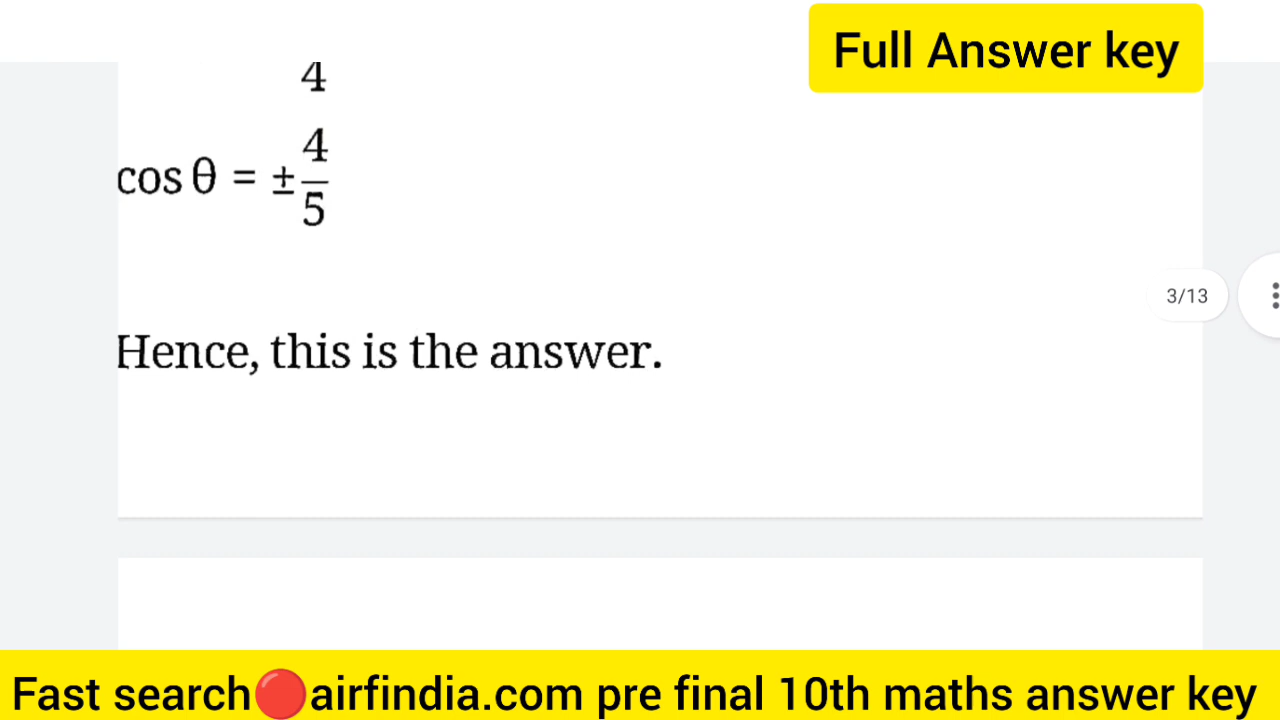 Full Answer key
4
cos θ = ± 4/5
3/13
Hence, this is the answer.
Fast search🔴airfindia.com pre final 10th maths answer key